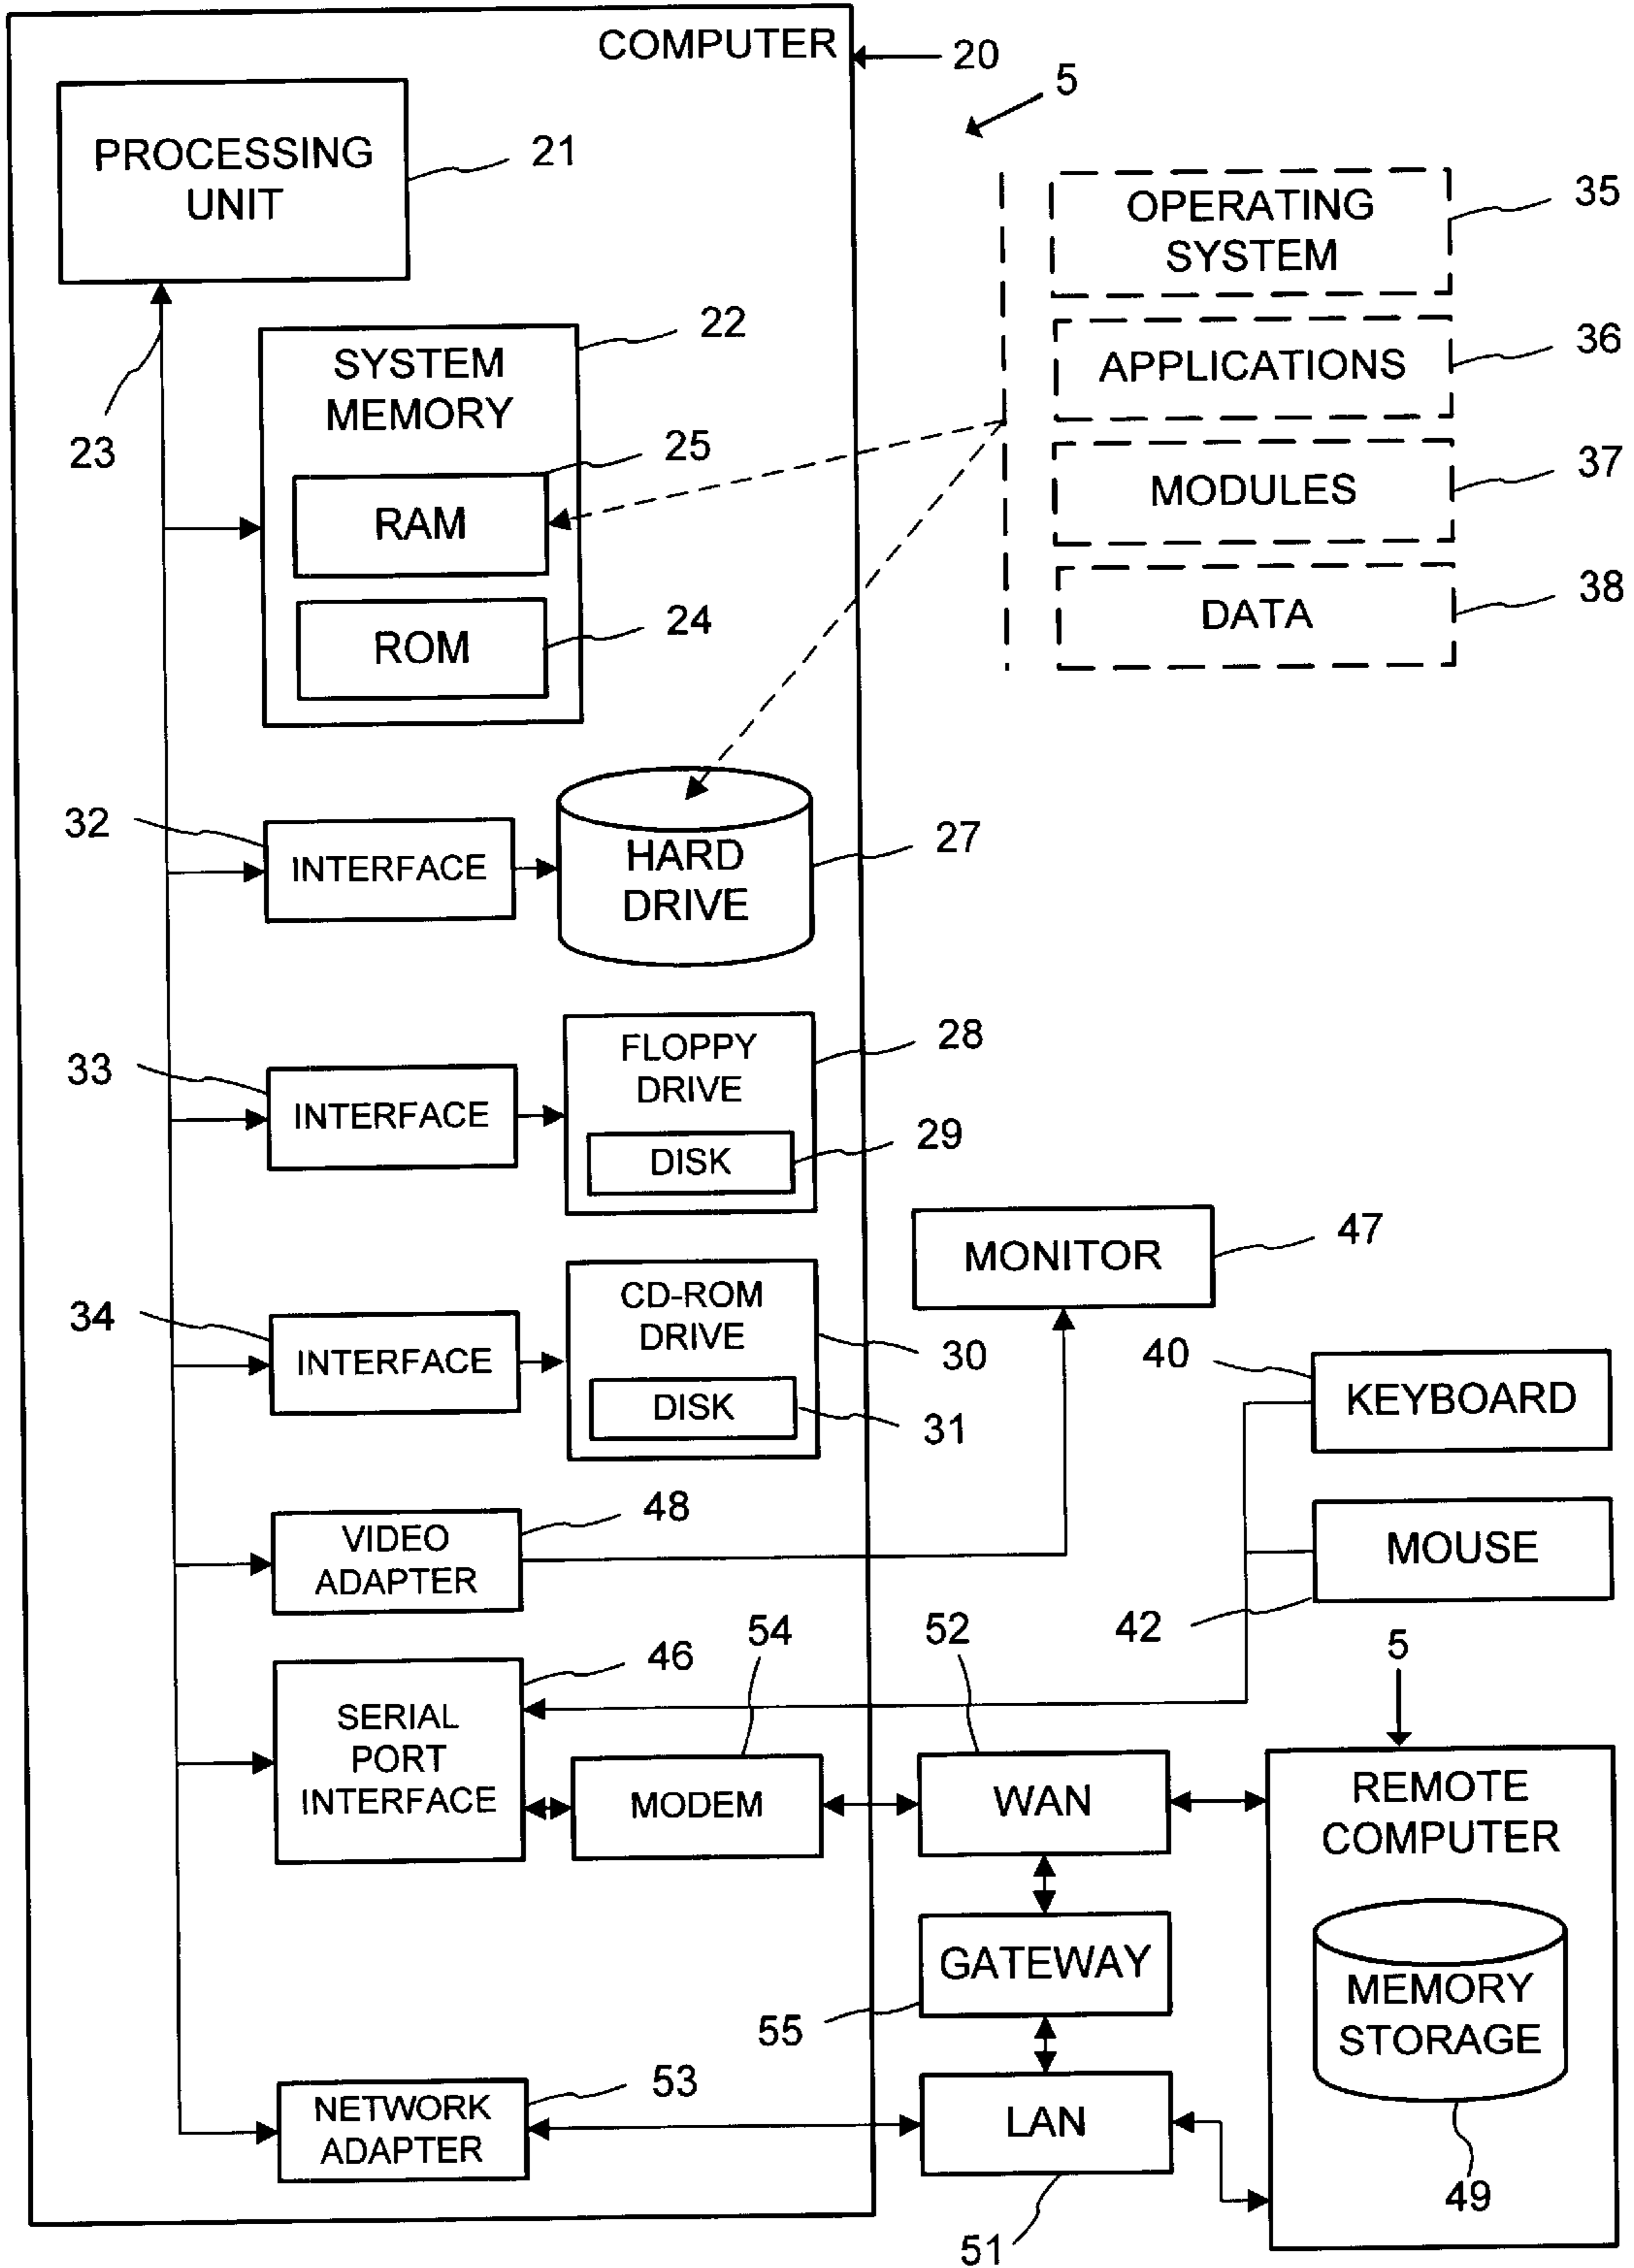 COMPUTER
20
5
PROCESSING
UNIT
21
OPERATING
SYSTEM
35
22
SYSTEM
MEMORY
APPLICATIONS
36
23
25
RAM
MODULES
37
24
ROM
DATA
38
32
INTERFACE
HARD
DRIVE
27
33
INTERFACE
FLOPPY
DRIVE
28
DISK
29
MONITOR
47
34
INTERFACE
CD-ROM
DRIVE
30
DISK
31
40
KEYBOARD
48
VIDEO
ADAPTER
MOUSE
42
54
52
5
46
SERIAL
PORT
INTERFACE
MODEM
WAN
REMOTE
COMPUTER
GATEWAY
55
MEMORY
STORAGE
53
NETWORK
ADAPTER
LAN
49
51